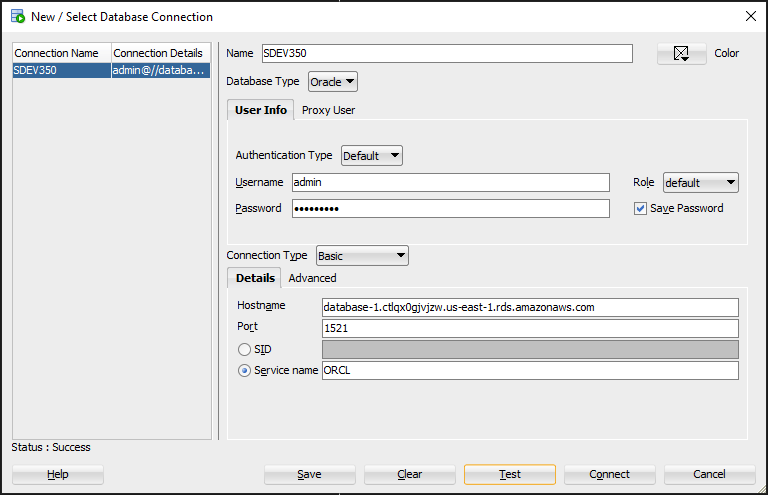 New / Select Database Connection
Connection Name Connection Details
SDEV350 admin@//databa...
Name SDEV350 Color
Database Type Oracle
User Info Proxy User
Authentication Type Default
Username admin Role default
Password ••••••••• Save Password
Connection Type Basic
Details Advanced
Hostname database-1.ctlqx0gjvjzw.us-east-1.rds.amazonaws.com
Port 1521
SID
Service name ORCL
Status : Success
Help Save Clear Test Connect Cancel